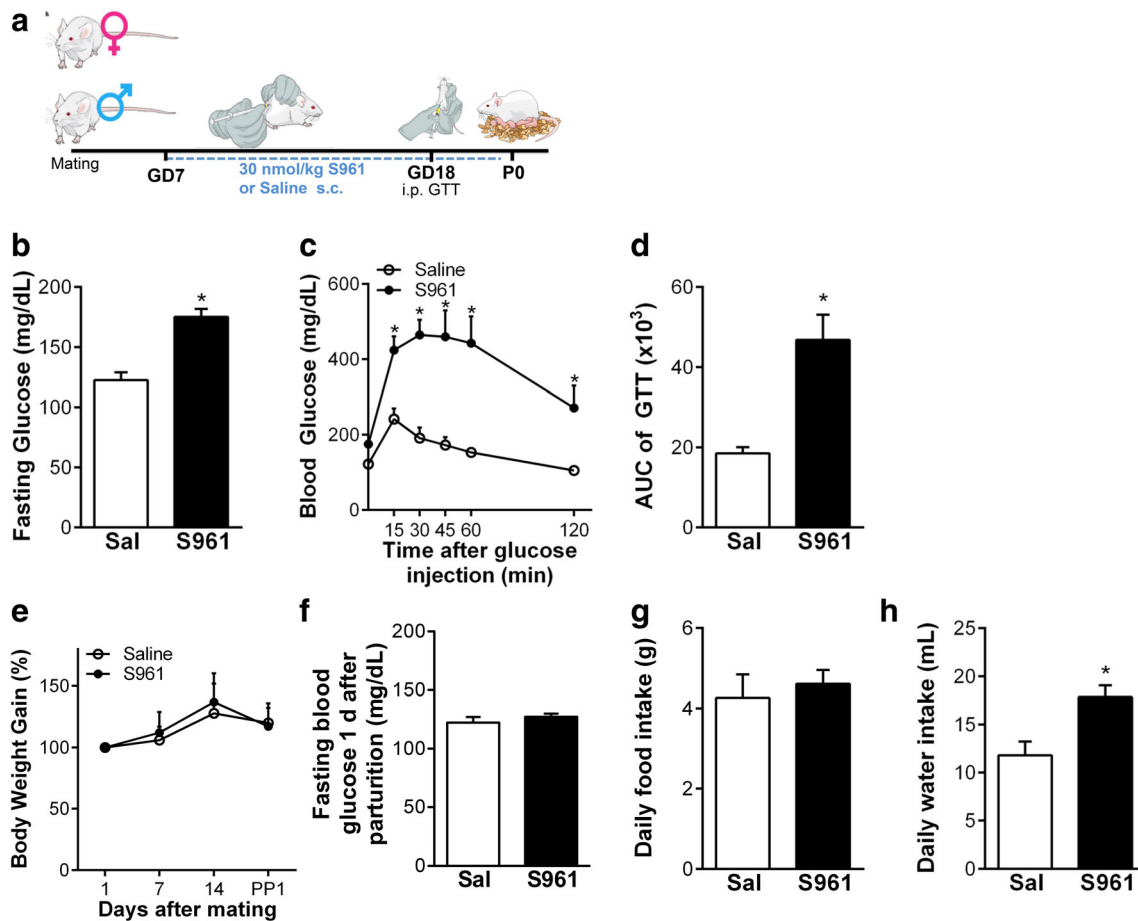 a
♀
♂
Mating
GD7
30 nmol/kg S961
or Saline s.c.
GD18
i.p. GTT
P0
b
Fasting Glucose (mg/dL)
200
150
100
50
0
*
Sal
S961
c
Blood Glucose (mg/dL)
Saline
S961
600
400
200
0
* * * * *
15 30 45 60 120
Time after glucose
injection (min)
d
AUC of GTT (x10³)
60
40
20
0
*
Sal
S961
e
Body Weight Gain (%)
Saline
S961
150
100
50
0
1 7 14 PP1
Days after mating
f
Fasting blood
glucose 1 d after
parturition (mg/dL)
200
150
100
50
0
Sal
S961
g
Daily food intake (g)
6
4
2
0
Sal
S961
h
Daily water intake (mL)
25
20
15
10
5
0
*
Sal
S961